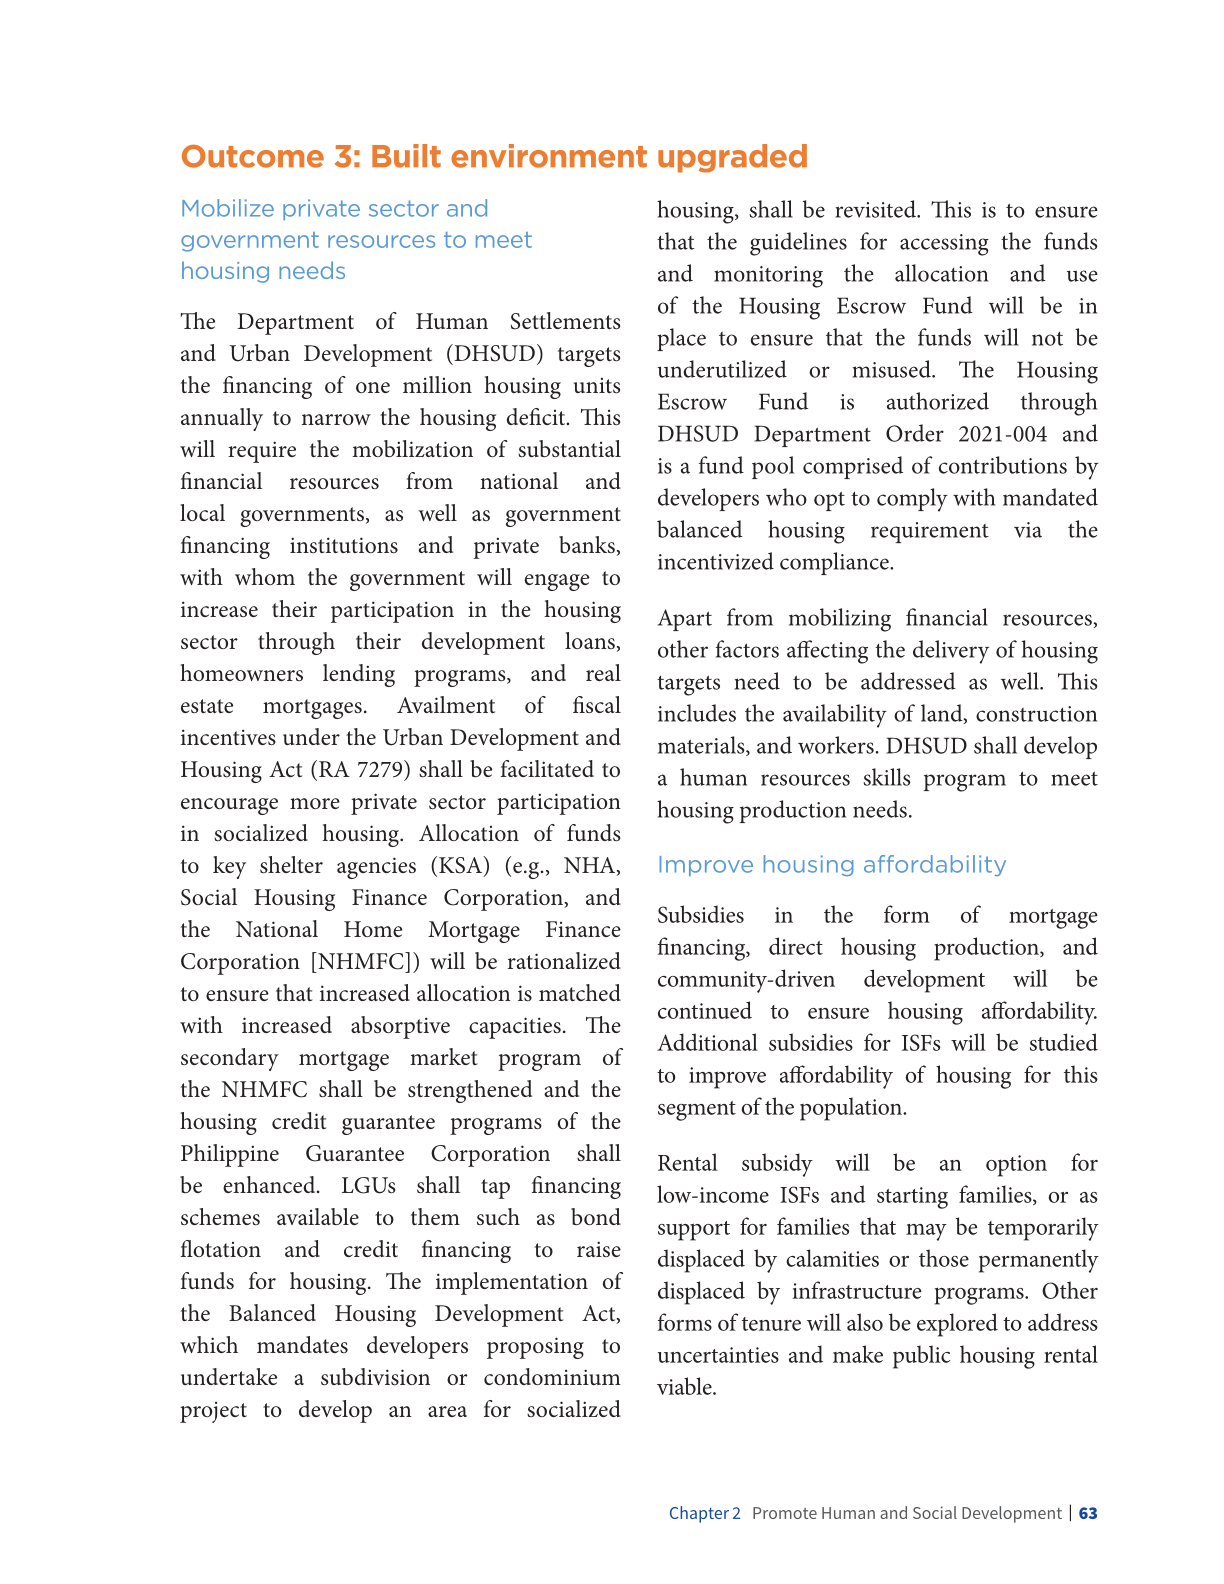 Outcome 3: Built environment upgraded
Mobilize private sector and
government resources to meet
housing needs
The Department of Human Settlements
and Urban Development (DHSUD) targets
the financing of one million housing units
annually to narrow the housing deficit. This
will require the mobilization of substantial
financial resources from national and
local governments, as well as government
financing institutions and private banks,
with whom the government will engage to
increase their participation in the housing
sector through their development loans,
homeowners lending programs, and real
estate mortgages. Availment of fiscal
incentives under the Urban Development and
Housing Act (RA 7279) shall be facilitated to
encourage more private sector participation
in socialized housing. Allocation of funds
to key shelter agencies (KSA) (e.g., NHA,
Social Housing Finance Corporation, and
the National Home Mortgage Finance
Corporation [NHMFC]) will be rationalized
to ensure that increased allocation is matched
with increased absorptive capacities. The
secondary mortgage market program of
the NHMFC shall be strengthened and the
housing credit guarantee programs of the
Philippine Guarantee Corporation shall
be enhanced. LGUs shall tap financing
schemes available to them such as bond
flotation and credit financing to raise
funds for housing. The implementation of
the Balanced Housing Development Act,
which mandates developers proposing to
undertake a subdivision or condominium
project to develop an area for socialized
housing, shall be revisited. This is to ensure
that the guidelines for accessing the funds
and monitoring the allocation and use
of the Housing Escrow Fund will be in
place to ensure that the funds will not be
underutilized or misused. The Housing
Escrow Fund is authorized through
DHSUD Department Order 2021-004 and
is a fund pool comprised of contributions by
developers who opt to comply with mandated
balanced housing requirement via the
incentivized compliance.
Apart from mobilizing financial resources,
other factors affecting the delivery of housing
targets need to be addressed as well. This
includes the availability of land, construction
materials, and workers. DHSUD shall develop
a human resources skills program to meet
housing production needs.
Improve housing affordability
Subsidies in the form of mortgage
financing, direct housing production, and
community-driven development will be
continued to ensure housing affordability.
Additional subsidies for ISFs will be studied
to improve affordability of housing for this
segment of the population.
Rental subsidy will be an option for
low-income ISFs and starting families, or as
support for families that may be temporarily
displaced by calamities or those permanently
displaced by infrastructure programs. Other
forms of tenure will also be explored to address
uncertainties and make public housing rental
viable.
Chapter 2 Promote Human and Social Development | 63